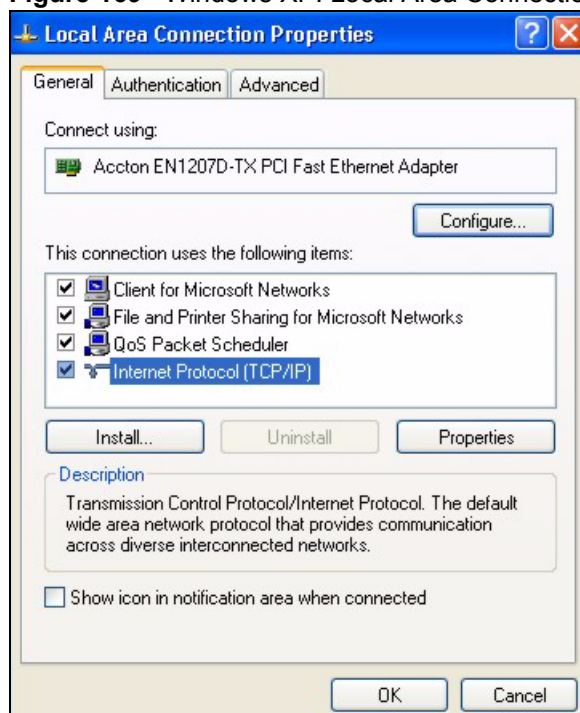 Local Area Connection Properties
General Authentication Advanced
Connect using:
Accton EN1207D-TX PCI Fast Ethernet Adapter
Configure...
This connection uses the following items:
Client for Microsoft Networks
File and Printer Sharing for Microsoft Networks
QoS Packet Scheduler
Internet Protocol (TCP/IP)
Install... Uninstall Properties
Description
Transmission Control Protocol/Internet Protocol. The default
wide area network protocol that provides communication
across diverse interconnected networks.
Show icon in notification area when connected
OK Cancel